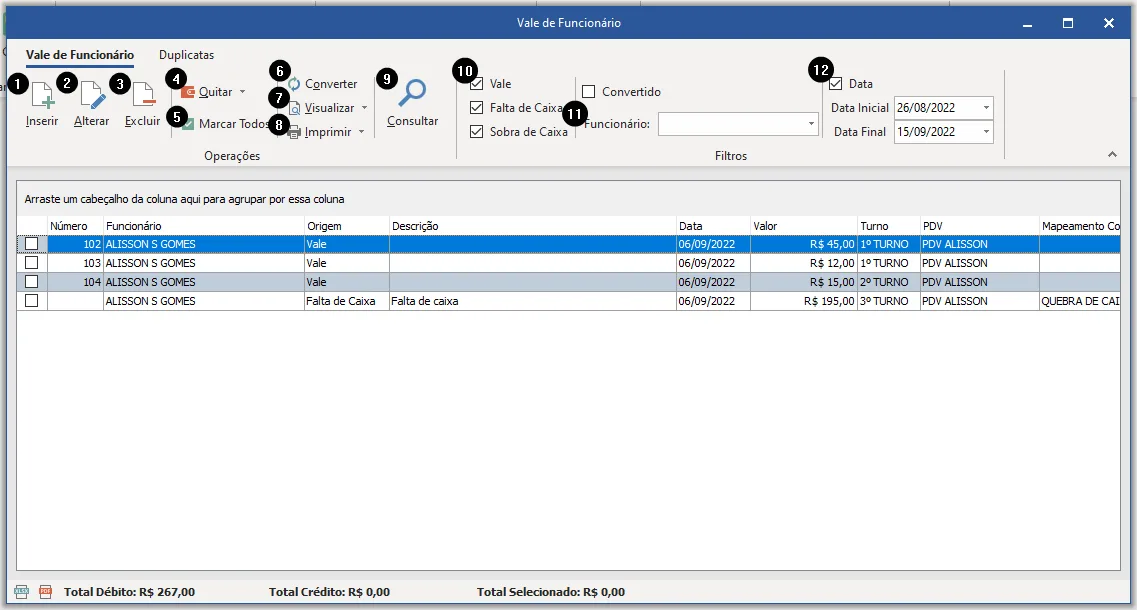 Vale de Funcionário
Vale de Funcionário Duplicatas
1 Inserir
2 Alterar
3 Excluir
4 Quitar
5 Marcar Todos
6 Converter
7 Visualizar
8 Imprimir
9 Consultar
Operações
10 Vale
Falta de Caixa
Sobra de Caixa
Convertido
11 Funcionário:
12 Data
Data Inicial 26/08/2022
Data Final 15/09/2022
Filtros
Arraste um cabeçalho da coluna aqui para agrupar por essa coluna
Número Funcionário Origem Descrição Data Valor Turno PDV Mapeamento Co
102 ALISSON S GOMES Vale 06/09/2022 R$ 45,00 1º TURNO PDV ALISSON
103 ALISSON S GOMES Vale 06/09/2022 R$ 12,00 1º TURNO PDV ALISSON
104 ALISSON S GOMES Vale 06/09/2022 R$ 15,00 2º TURNO PDV ALISSON
ALISSON S GOMES Falta de Caixa Falta de caixa 06/09/2022 R$ 195,00 3º TURNO PDV ALISSON QUEBRA DE CAI
Total Débito: R$ 267,00 Total Crédito: R$ 0,00 Total Selecionado: R$ 0,00